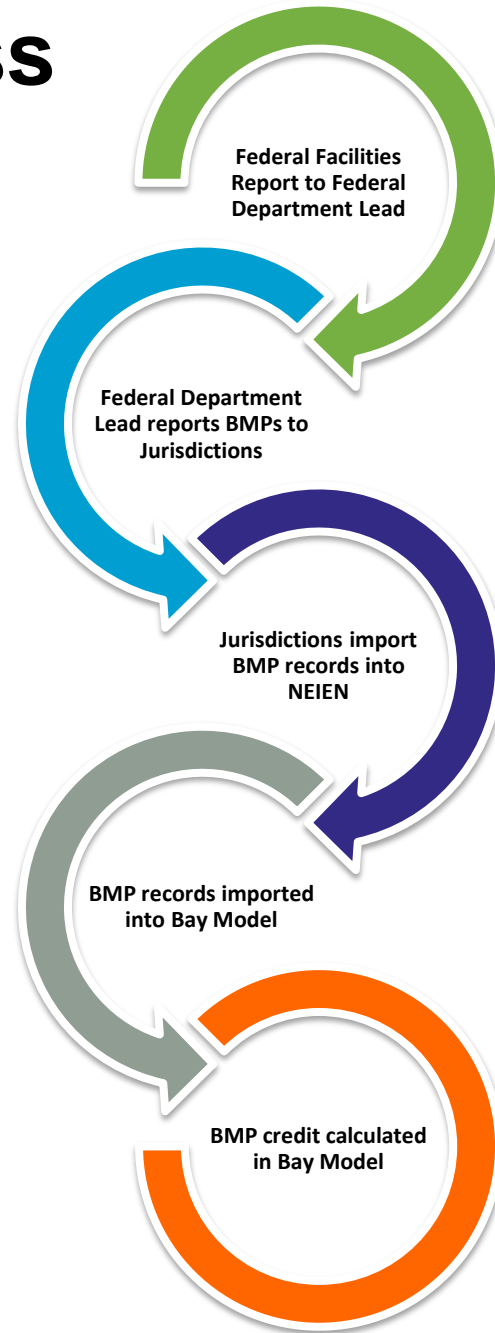 ss
Federal Facilities
Report to Federal
Department Lead
Federal Department
Lead reports BMPs to
Jurisdictions
Jurisdictions import
BMP records into
NEIEN
BMP records imported
into Bay Model
BMP credit calculated
in Bay Model